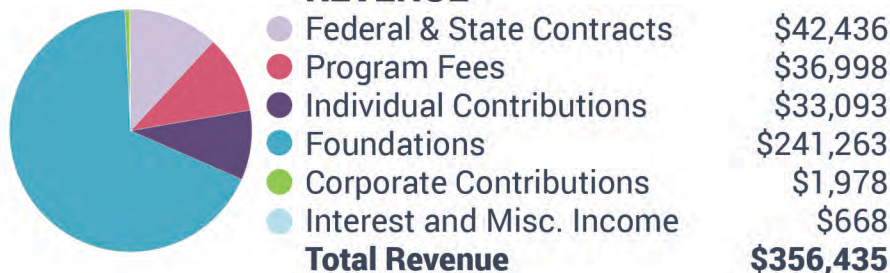 REVENUE
Federal & State Contracts $42,436
Program Fees $36,998
Individual Contributions $33,093
Foundations $241,263
Corporate Contributions $1,978
Interest and Misc. Income $668
Total Revenue $356,435